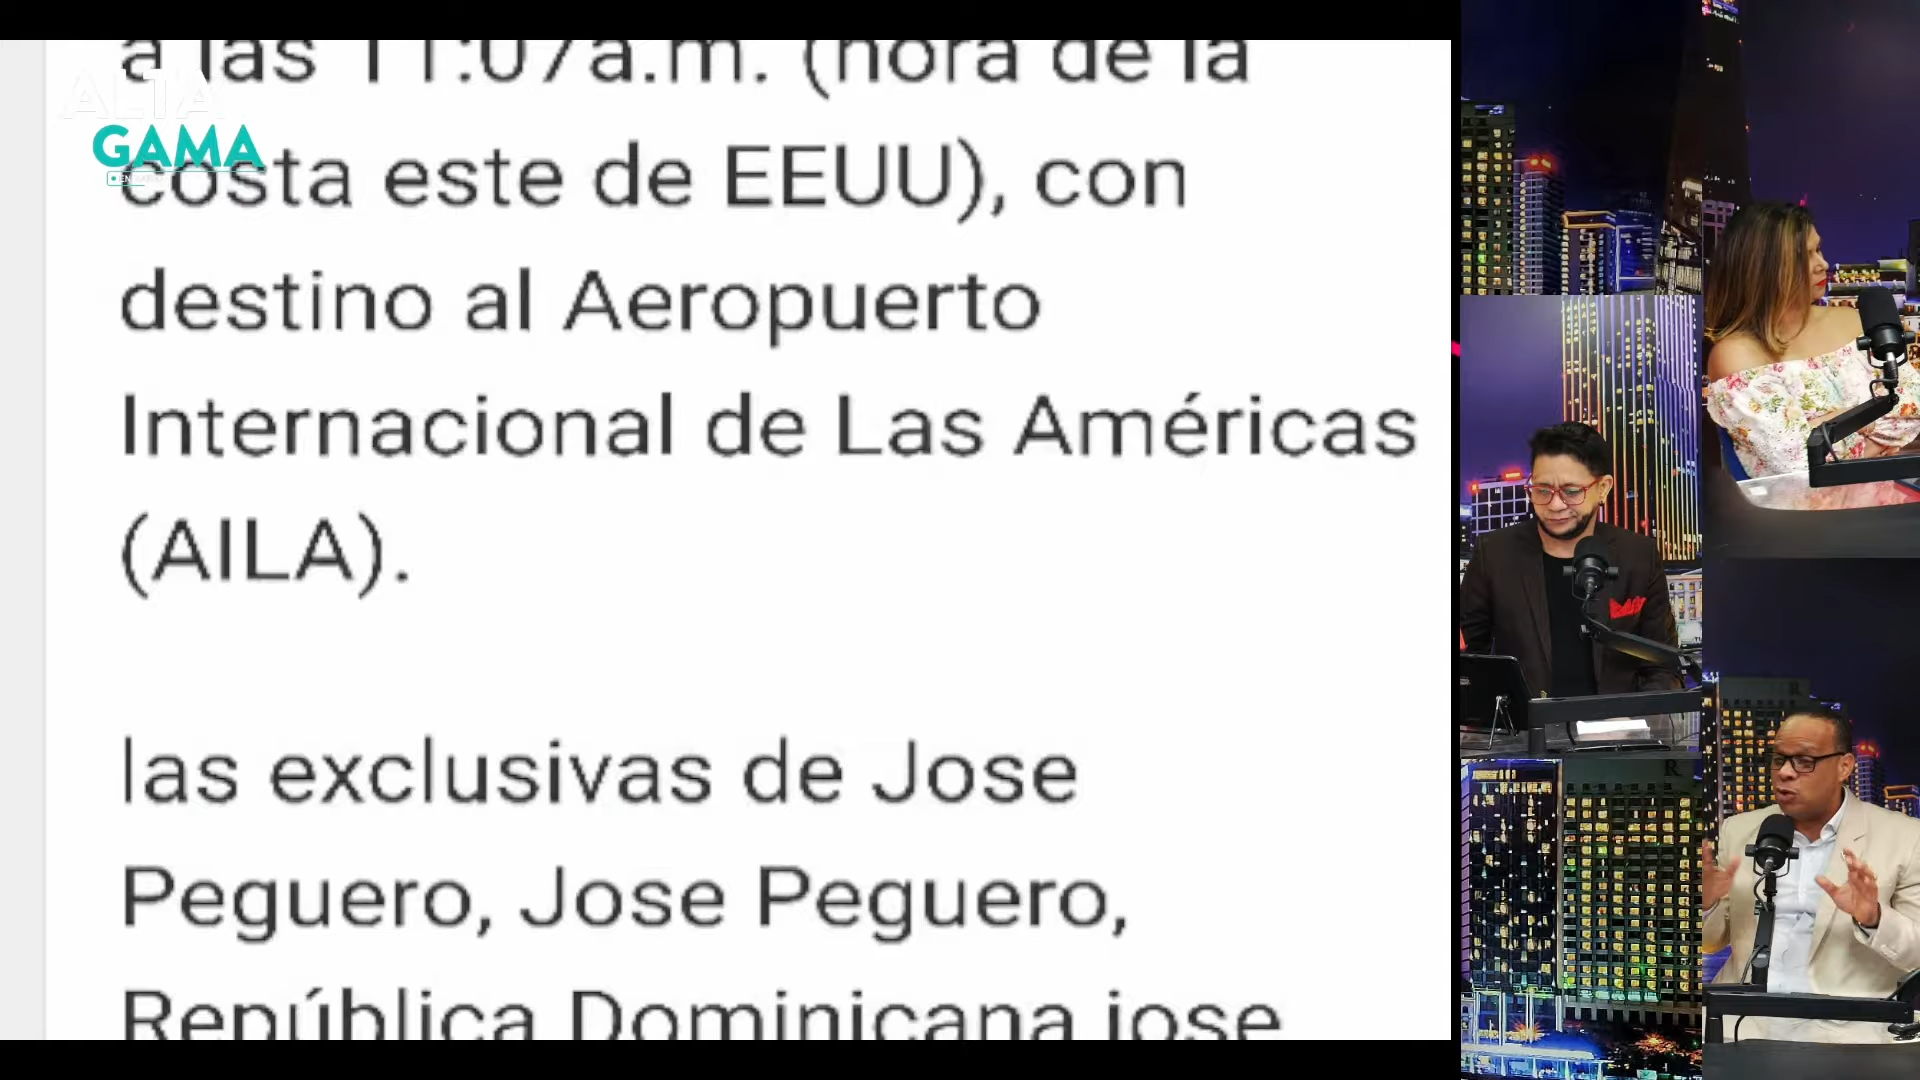 ALTA
GAMA
a las 11:07a.m. (hora de la
costa este de EEUU), con
destino al Aeropuerto
Internacional de Las Américas
(AILA).
las exclusivas de Jose
Peguero, Jose Peguero,
República Dominicana jose